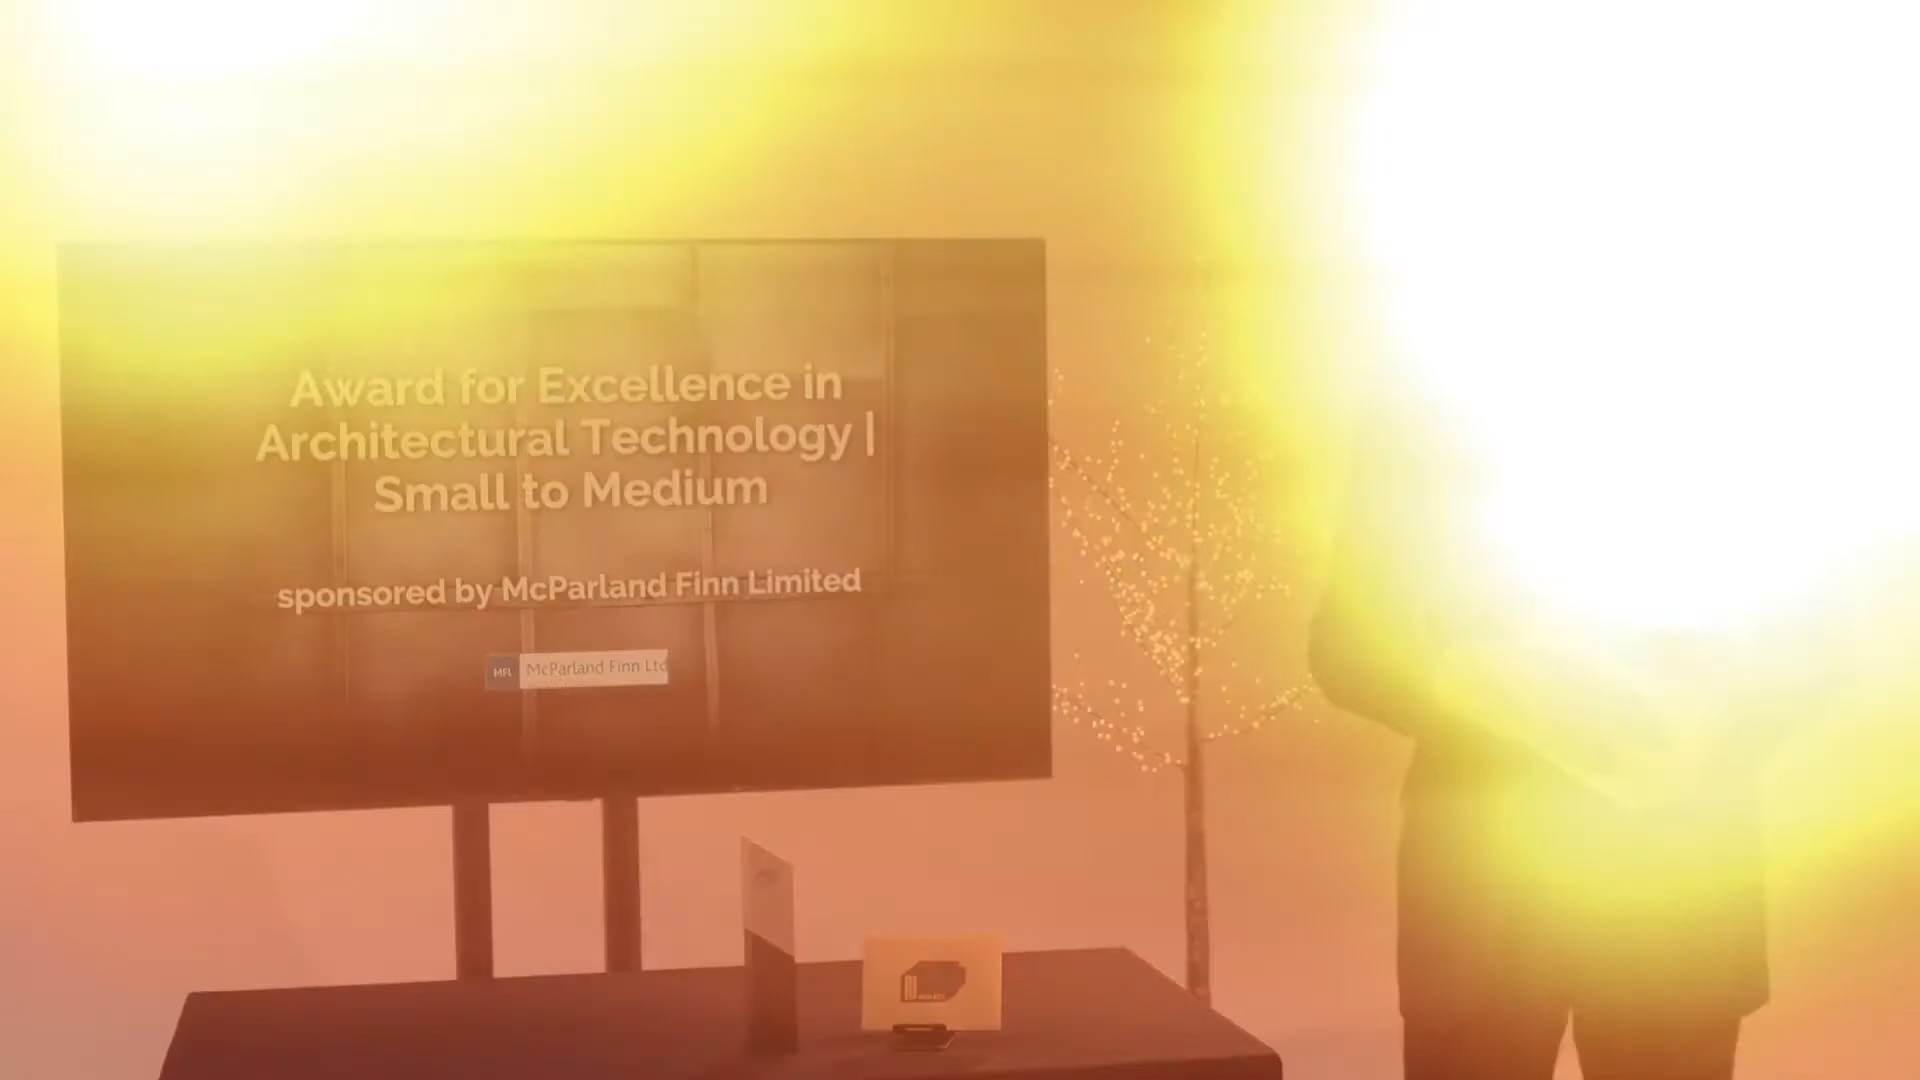 Award for Excellence in
Architectural Technology |
Small to Medium
sponsored by McParland Finn Limited
MFL McParland Finn Ltd